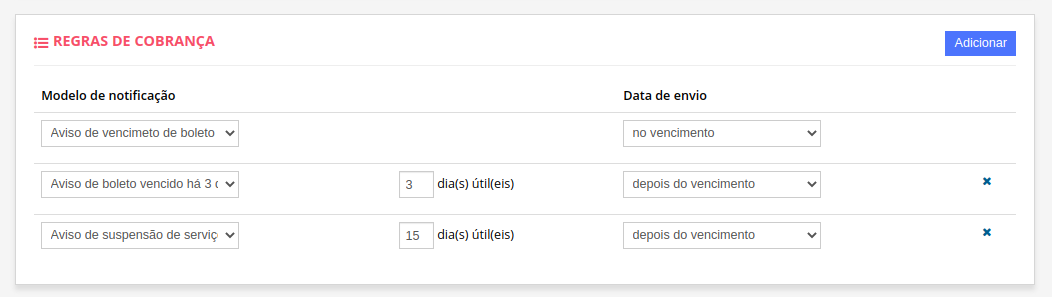 REGRAS DE COBRANÇA
Adicionar
Modelo de notificação Data de envio
Aviso de vencimeto de boleto no vencimento
Aviso de boleto vencido há 3 3 dia(s) útil(eis) depois do vencimento
Aviso de suspensão de serviç 15 dia(s) útil(eis) depois do vencimento